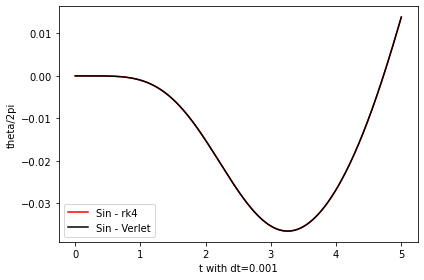 0.01
0.00
−0.01
−0.02
−0.03
theta/2pi
Sin - rk4
Sin - Verlet
0 1 2 3 4 5
t with dt=0.001